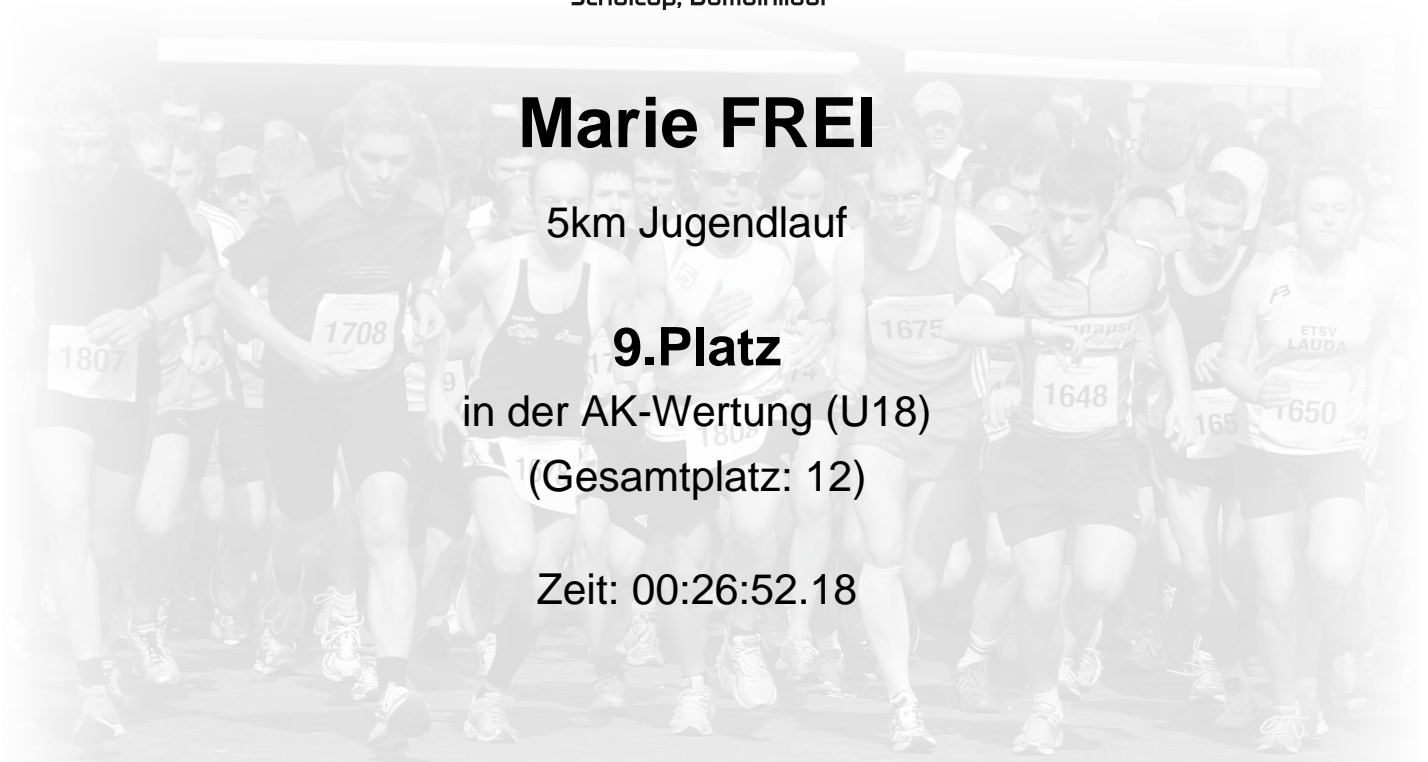 Marie FREI
5km Jugendlauf
9.Platz
in der AK-Wertung (U18)
(Gesamtplatz: 12)
Zeit: 00:26:52.18
1807
1708
1675
1648
165
1650
ETSV
LAUDA